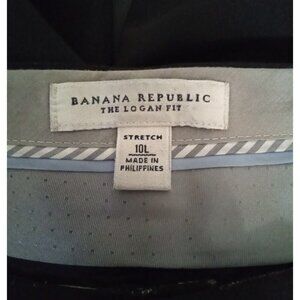 BANANA REPUBLIC
THE LOGAN FIT
STRETCH
10L
MADE IN
PHILIPPINES